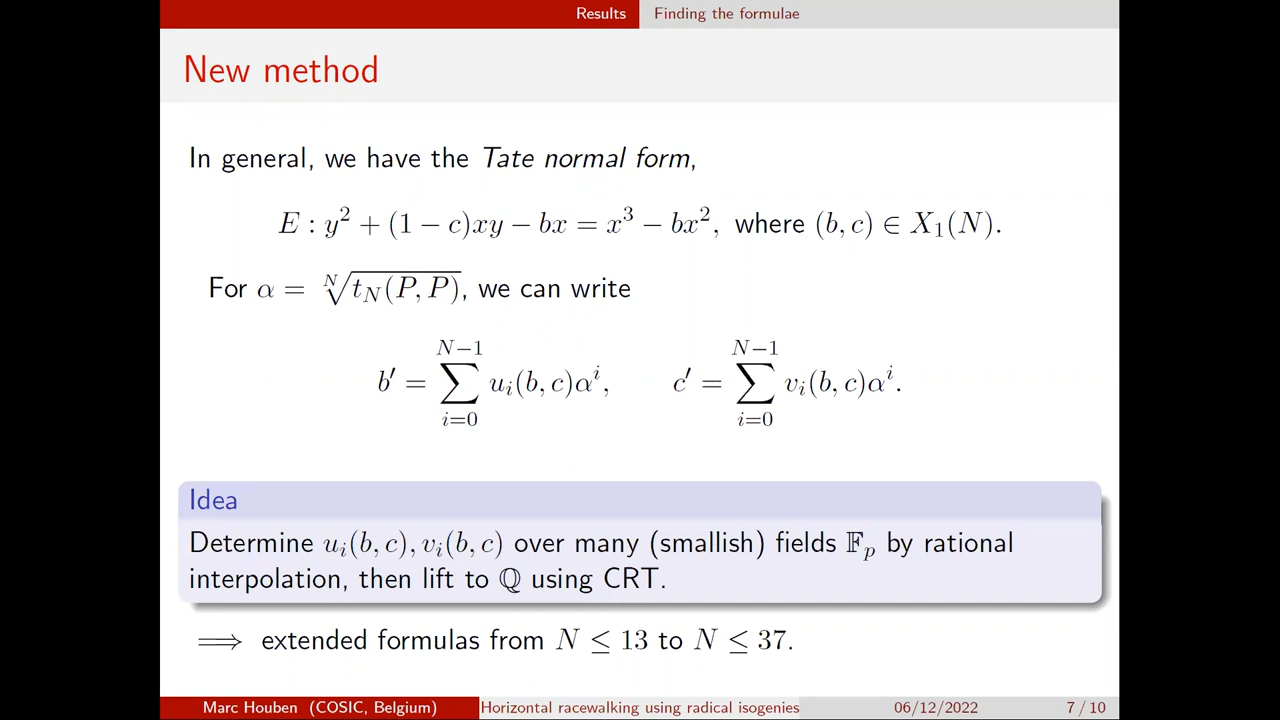 Results Finding the formulae
New method
In general, we have the Tate normal form,
E : y² + (1 − c)xy − bx = x³ − bx², where (b, c) ∈ X₁(N).
For α = ᴺ√t_N(P, P), we can write
b′ = ∑_{i=0}^{N−1} u_i(b, c)α^i, c′ = ∑_{i=0}^{N−1} v_i(b, c)α^i.
Idea
Determine u_i(b, c), v_i(b, c) over many (smallish) fields 𝔽_p by rational
interpolation, then lift to ℚ using CRT.
⟹ extended formulas from N ≤ 13 to N ≤ 37.
Marc Houben (COSIC, Belgium) Horizontal racewalking using radical isogenies 06/12/2022 7 / 10